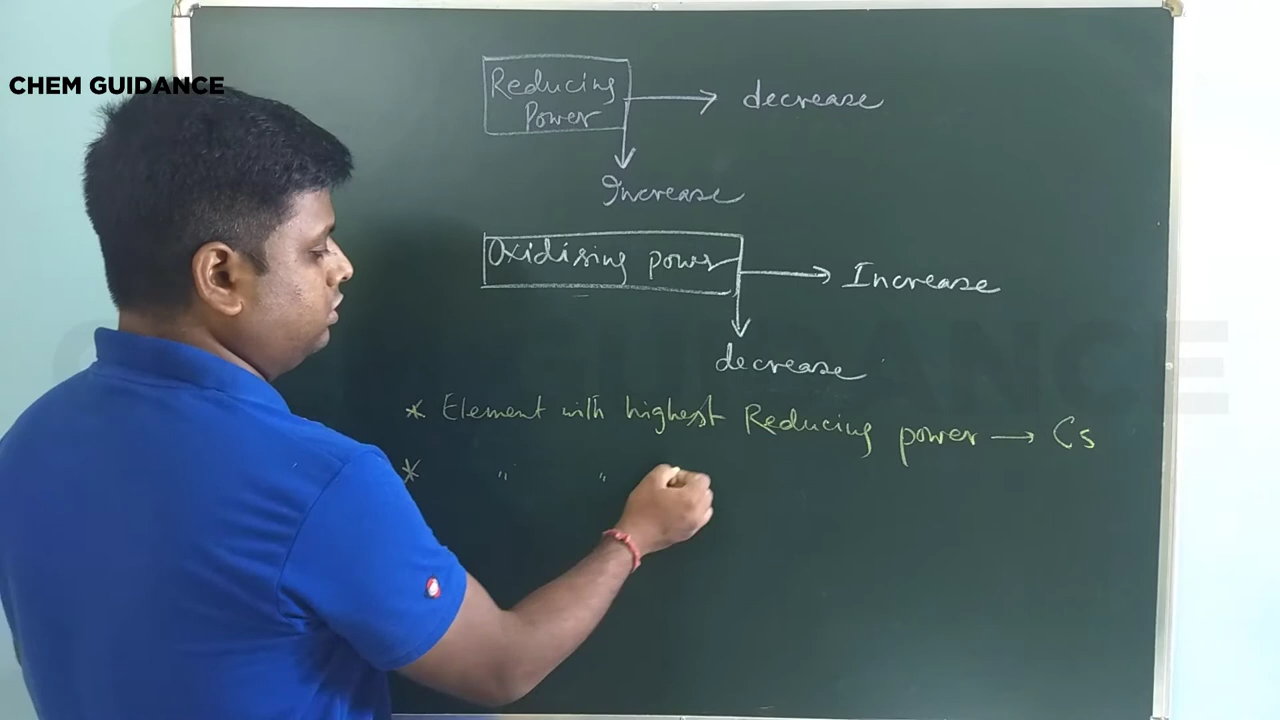 CHEM GUIDANCE
Reducing
Power
decrease
Increase
Oxidising power
Increase
decrease
* Element with highest Reducing power → Cs
* " "